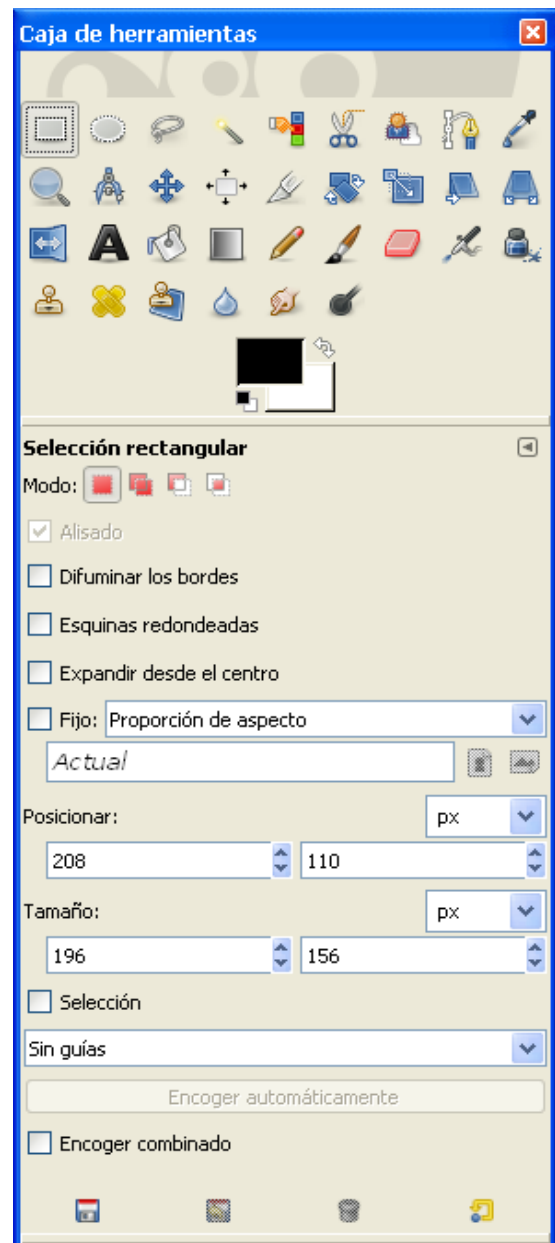 Caja de herramientas
Selección rectangular
Modo:
Alisado
Difuminar los bordes
Esquinas redondeadas
Expandir desde el centro
Fijo: Proporción de aspecto
Actual
Posicionar: px
208 110
Tamaño: px
196 156
Selección
Sin guías
Encoger automáticamente
Encoger combinado